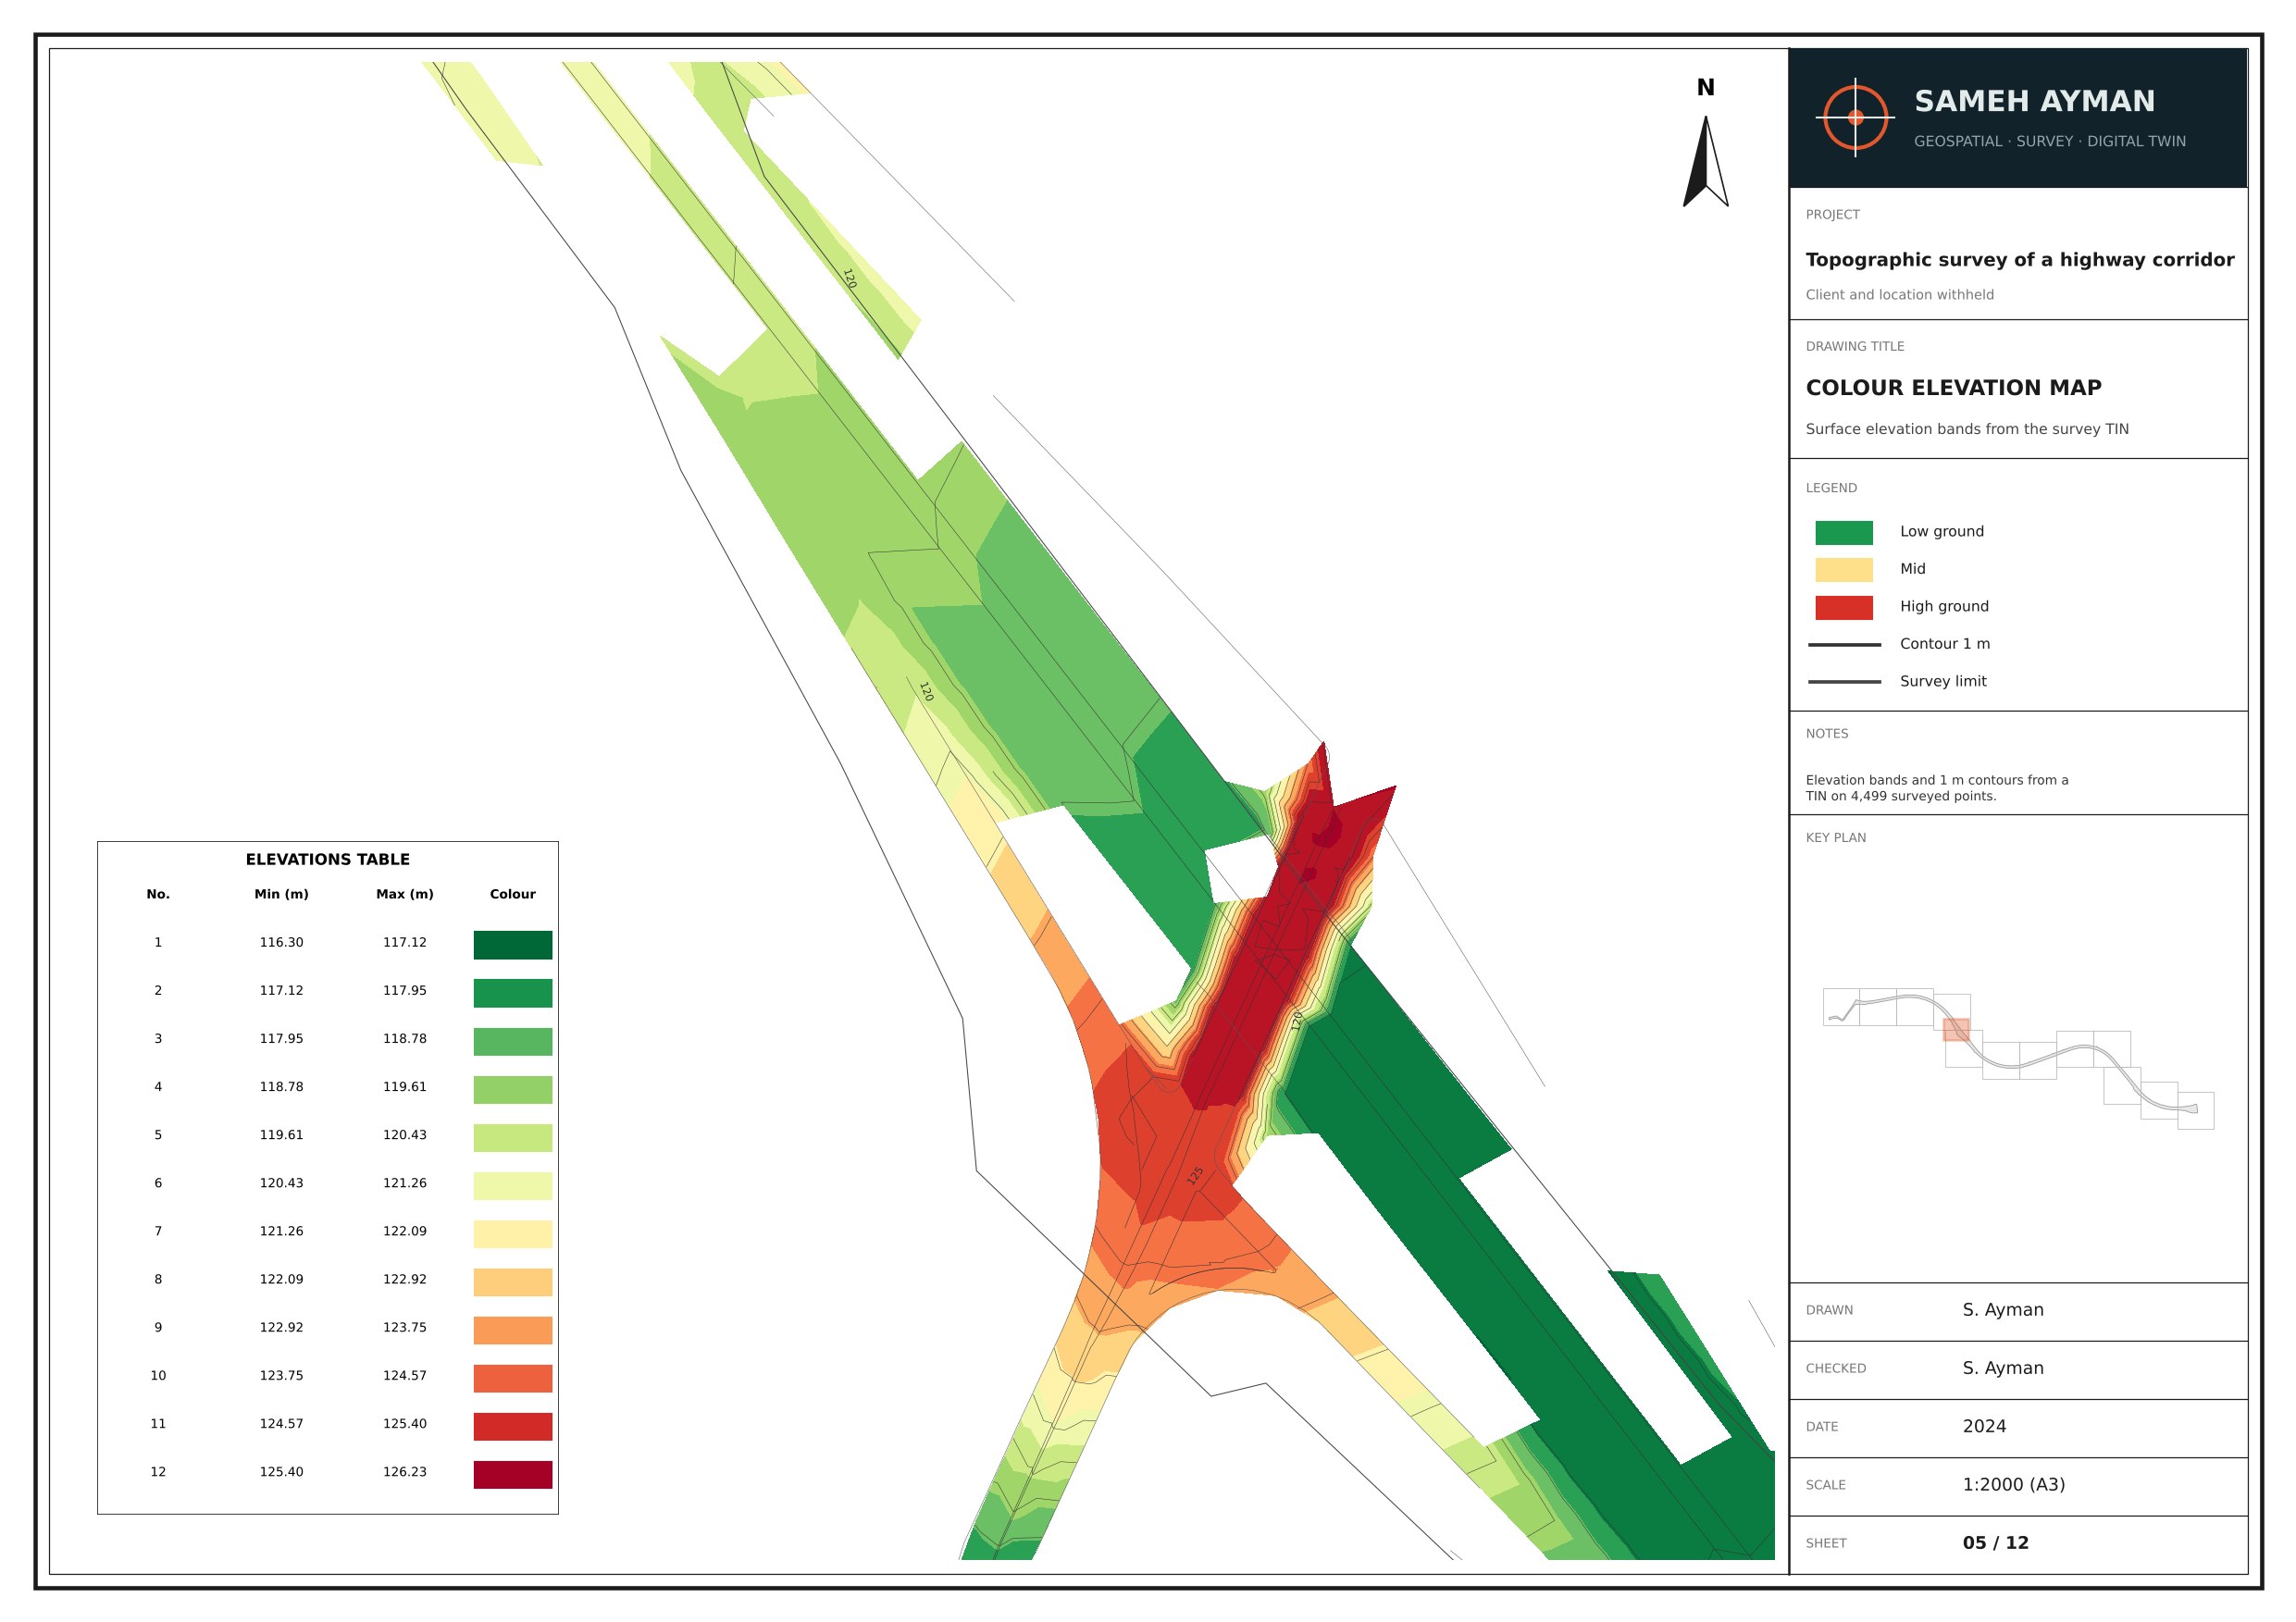 N
120
120
120
125
ELEVATIONS TABLE
No. Min (m) Max (m) Colour
1 116.30 117.12
2 117.12 117.95
3 117.95 118.78
4 118.78 119.61
5 119.61 120.43
6 120.43 121.26
7 121.26 122.09
8 122.09 122.92
9 122.92 123.75
10 123.75 124.57
11 124.57 125.40
12 125.40 126.23
SAMEH AYMAN
GEOSPATIAL · SURVEY · DIGITAL TWIN
PROJECT
Topographic survey of a highway corridor
Client and location withheld
DRAWING TITLE
COLOUR ELEVATION MAP
Surface elevation bands from the survey TIN
LEGEND
Low ground
Mid
High ground
Contour 1 m
Survey limit
NOTES
Elevation bands and 1 m contours from a
TIN on 4,499 surveyed points.
KEY PLAN
DRAWN S. Ayman
CHECKED S. Ayman
DATE 2024
SCALE 1:2000 (A3)
SHEET 05 / 12